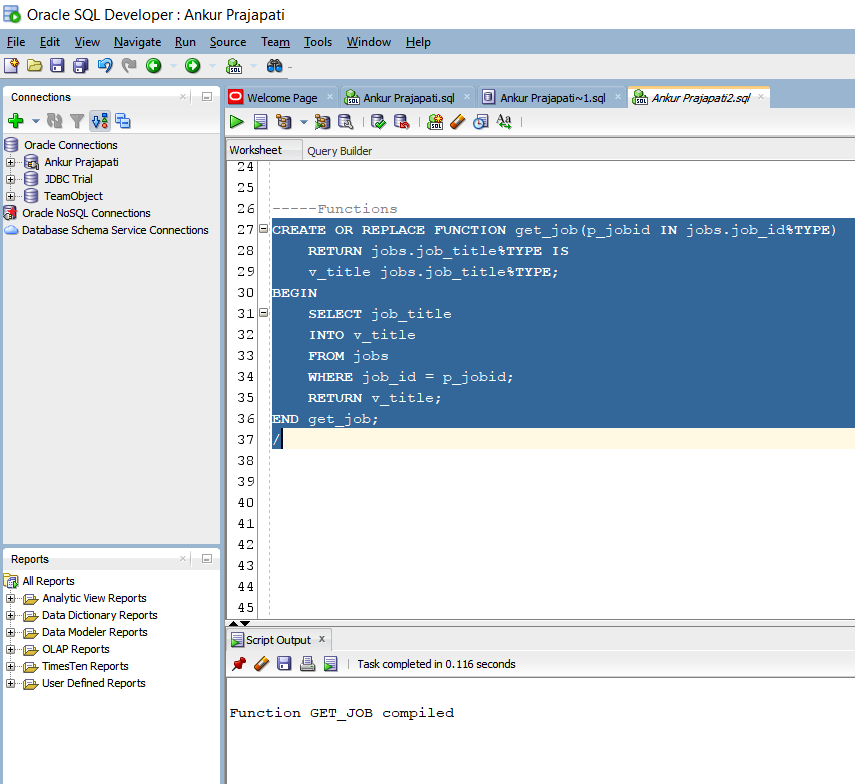 Oracle SQL Developer : Ankur Prajapati
File Edit View Navigate Run Source Team Tools Window Help
Connections
Oracle Connections
Ankur Prajapati
JDBC Trial
TeamObject
Oracle NoSQL Connections
Database Schema Service Connections
Reports
All Reports
Analytic View Reports
Data Dictionary Reports
Data Modeler Reports
OLAP Reports
TimesTen Reports
User Defined Reports
Welcome Page Ankur Prajapati.sql Ankur Prajapati~1.sql Ankur Prajapati2.sql
SQL Aa
Worksheet Query Builder
24
25
26 -----Functions
27 CREATE OR REPLACE FUNCTION get_job(p_jobid IN jobs.job_id%TYPE)
28 RETURN jobs.job_title%TYPE IS
29 v_title jobs.job_title%TYPE;
30 BEGIN
31 SELECT job_title
32 INTO v_title
33 FROM jobs
34 WHERE job_id = p_jobid;
35 RETURN v_title;
36 END get_job;
37 /
38
39
40
41
42
43
44
45
Script Output x
Task completed in 0.116 seconds
Function GET_JOB compiled